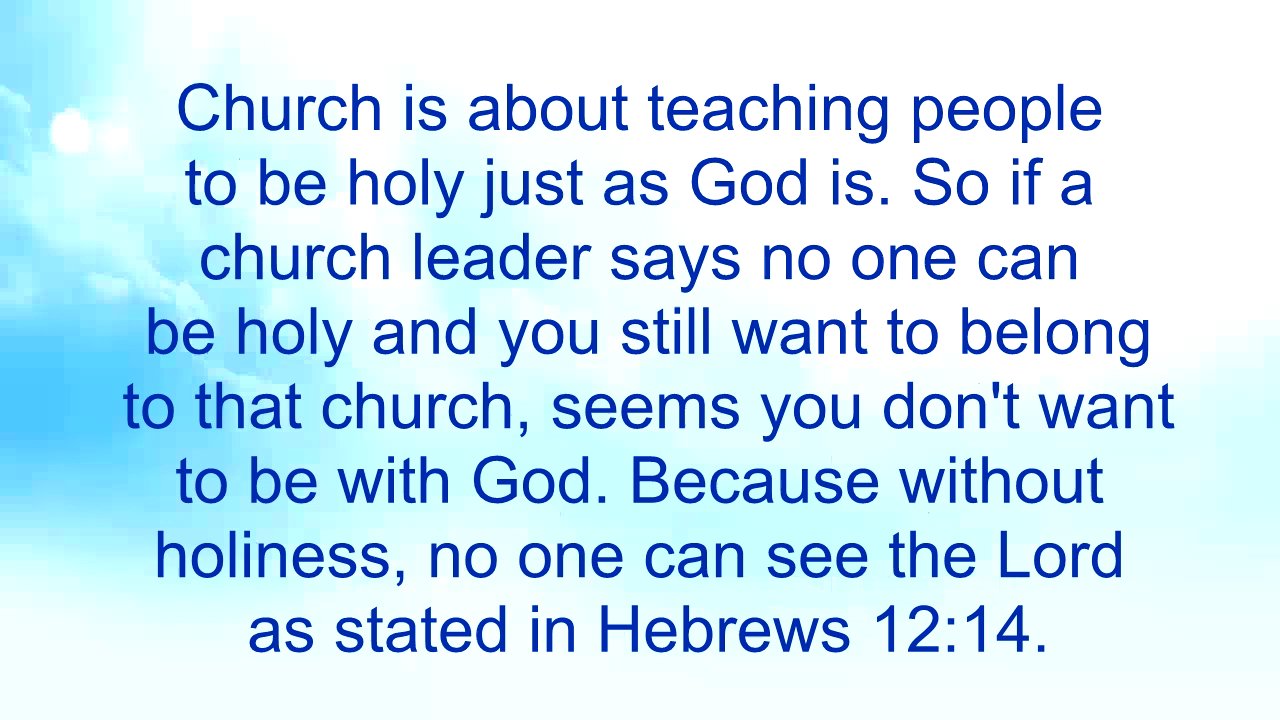 Church is about teaching people
to be holy just as God is. So if a
church leader says no one can
be holy and you still want to belong
to that church, seems you don't want
to be with God. Because without
holiness, no one can see the Lord
as stated in Hebrews 12:14.